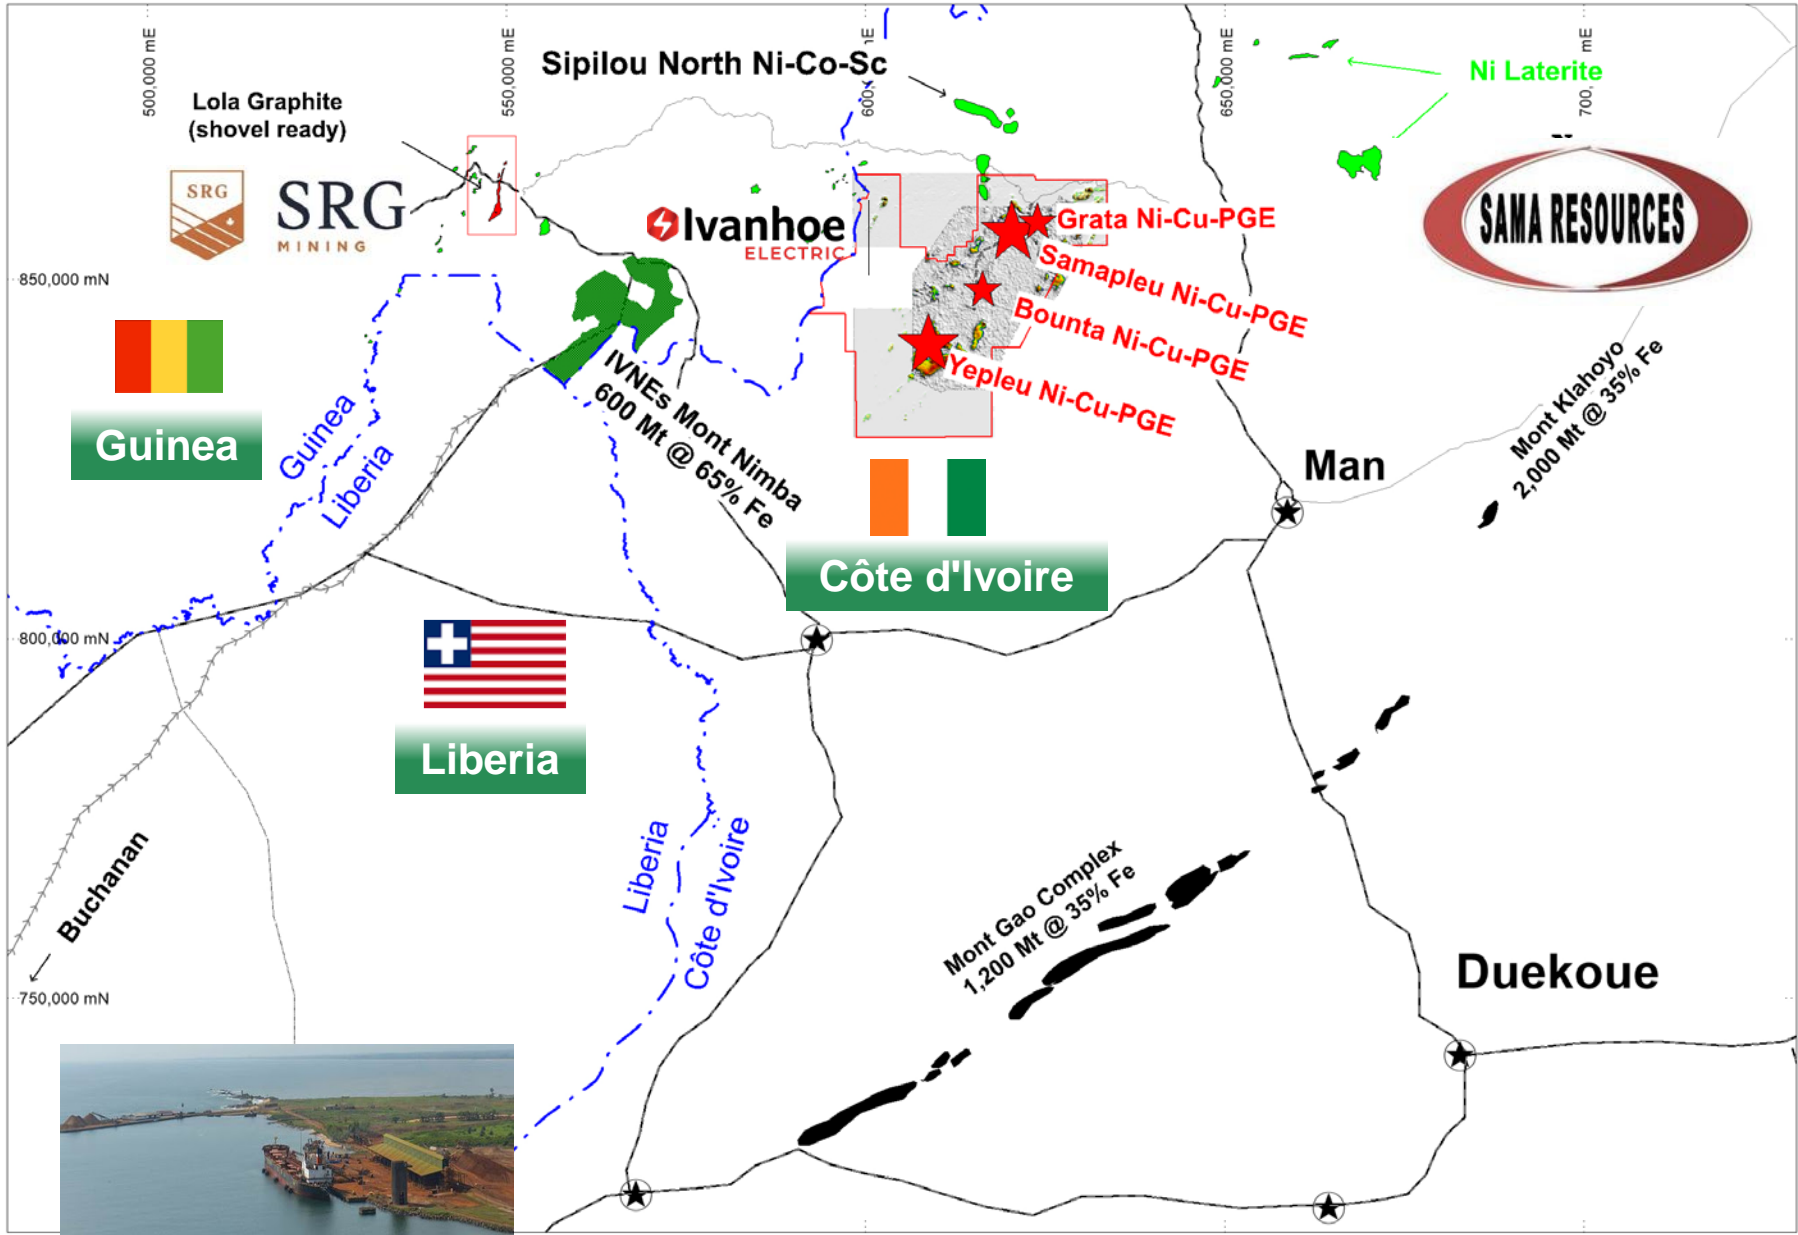 500,000 mE
550,000 mE
650,000 mE
Sipilou North Ni-Co-Sc
Ni Laterite
Lola Graphite
(shovel ready)
SRG
SRG
MINING
Ivanhoe
ELECTRIC
SAMA RESOURCES
Grata Ni-Cu-PGE
Samapleu Ni-Cu-PGE
Bounta Ni-Cu-PGE
Yepleu Ni-Cu-PGE
850,000 mN
Guinea
Guinea
Liberia
IVNEs Mont Nimba
600 Mt @ 65% Fe
Mont Klahoyo
2,000 Mt @ 35% Fe
Man
Côte d'Ivoire
800,000 mN
Liberia
Liberia
Côte d'Ivoire
Buchanan
Mont Gao Complex
1,200 Mt @ 35% Fe
Duekoue
750,000 mN